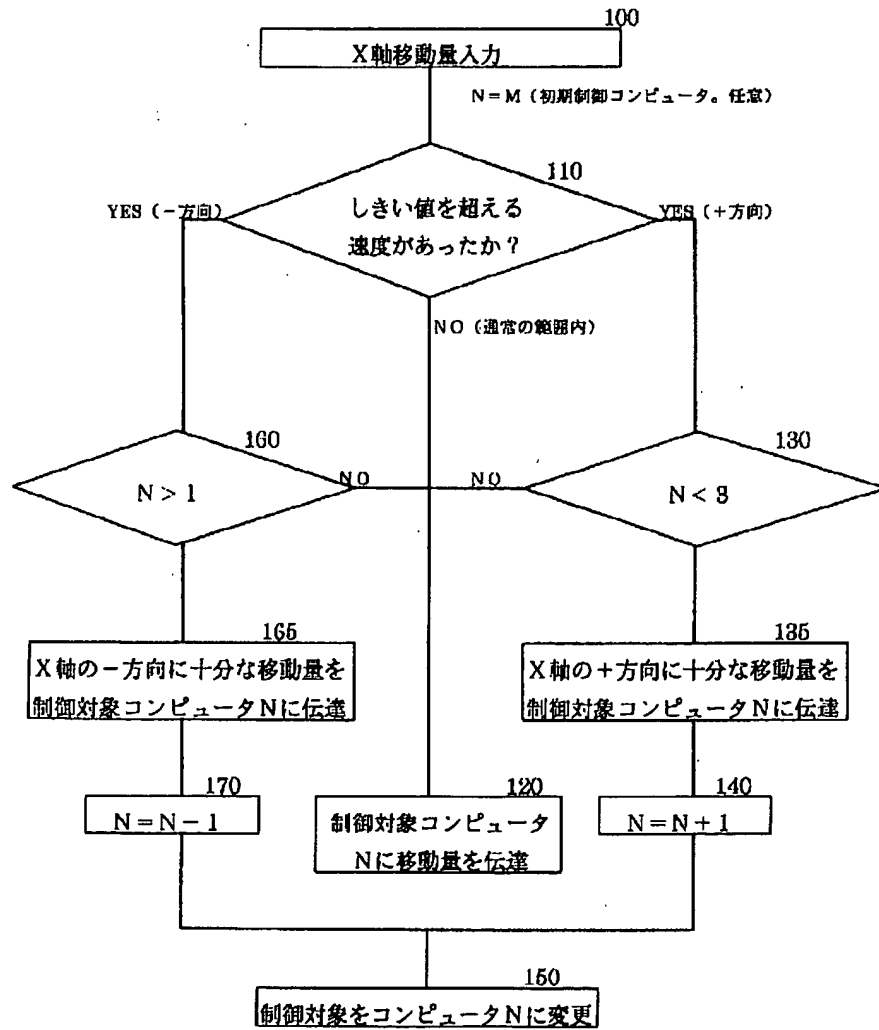 100
X軸移動量入力
N=M(初期制御コンピュータ。任意)
110
しきい値を超える
速度があったか?
YES(-方向)
YES(+方向)
NO(通常の範囲内)
160
N>1
NO
NO
130
N<3
165
X軸の-方向に十分な移動量を
制御対象コンピュータNに伝達
135
X軸の+方向に十分な移動量を
制御対象コンピュータNに伝達
170
N=N-1
120
制御対象コンピュータ
Nに移動量を伝達
140
N=N+1
150
制御対象をコンピュータNに変更